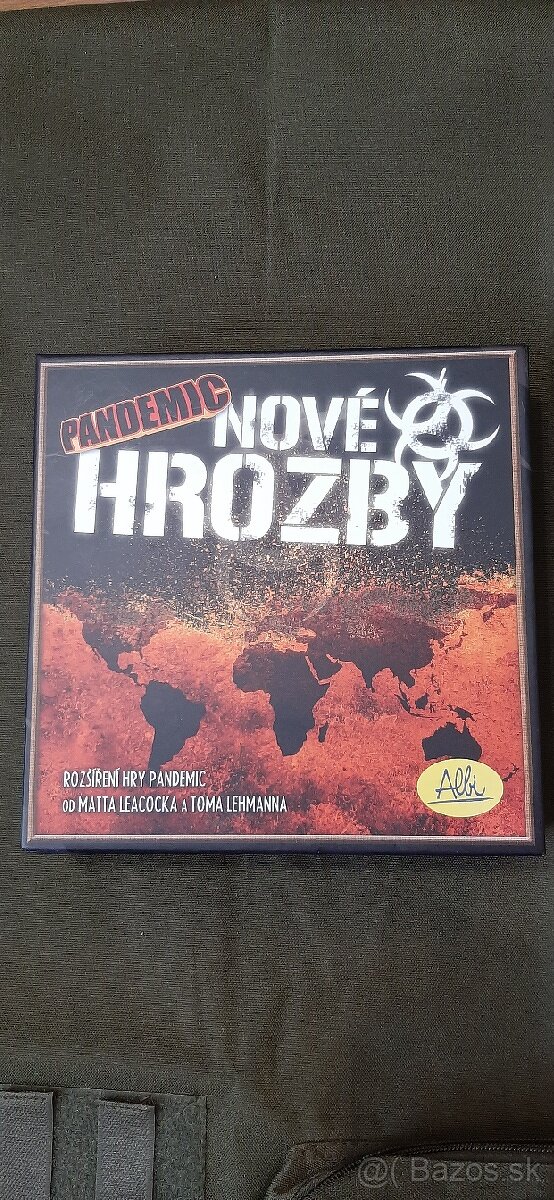 PANDEMIC
NOVÉ
HROZBY
ROZŠÍŘENÍ HRY PANDEMIC
OD MATTA LEACOCKA A TOMA LEHMANNA
Albi
@( Bazos.sk